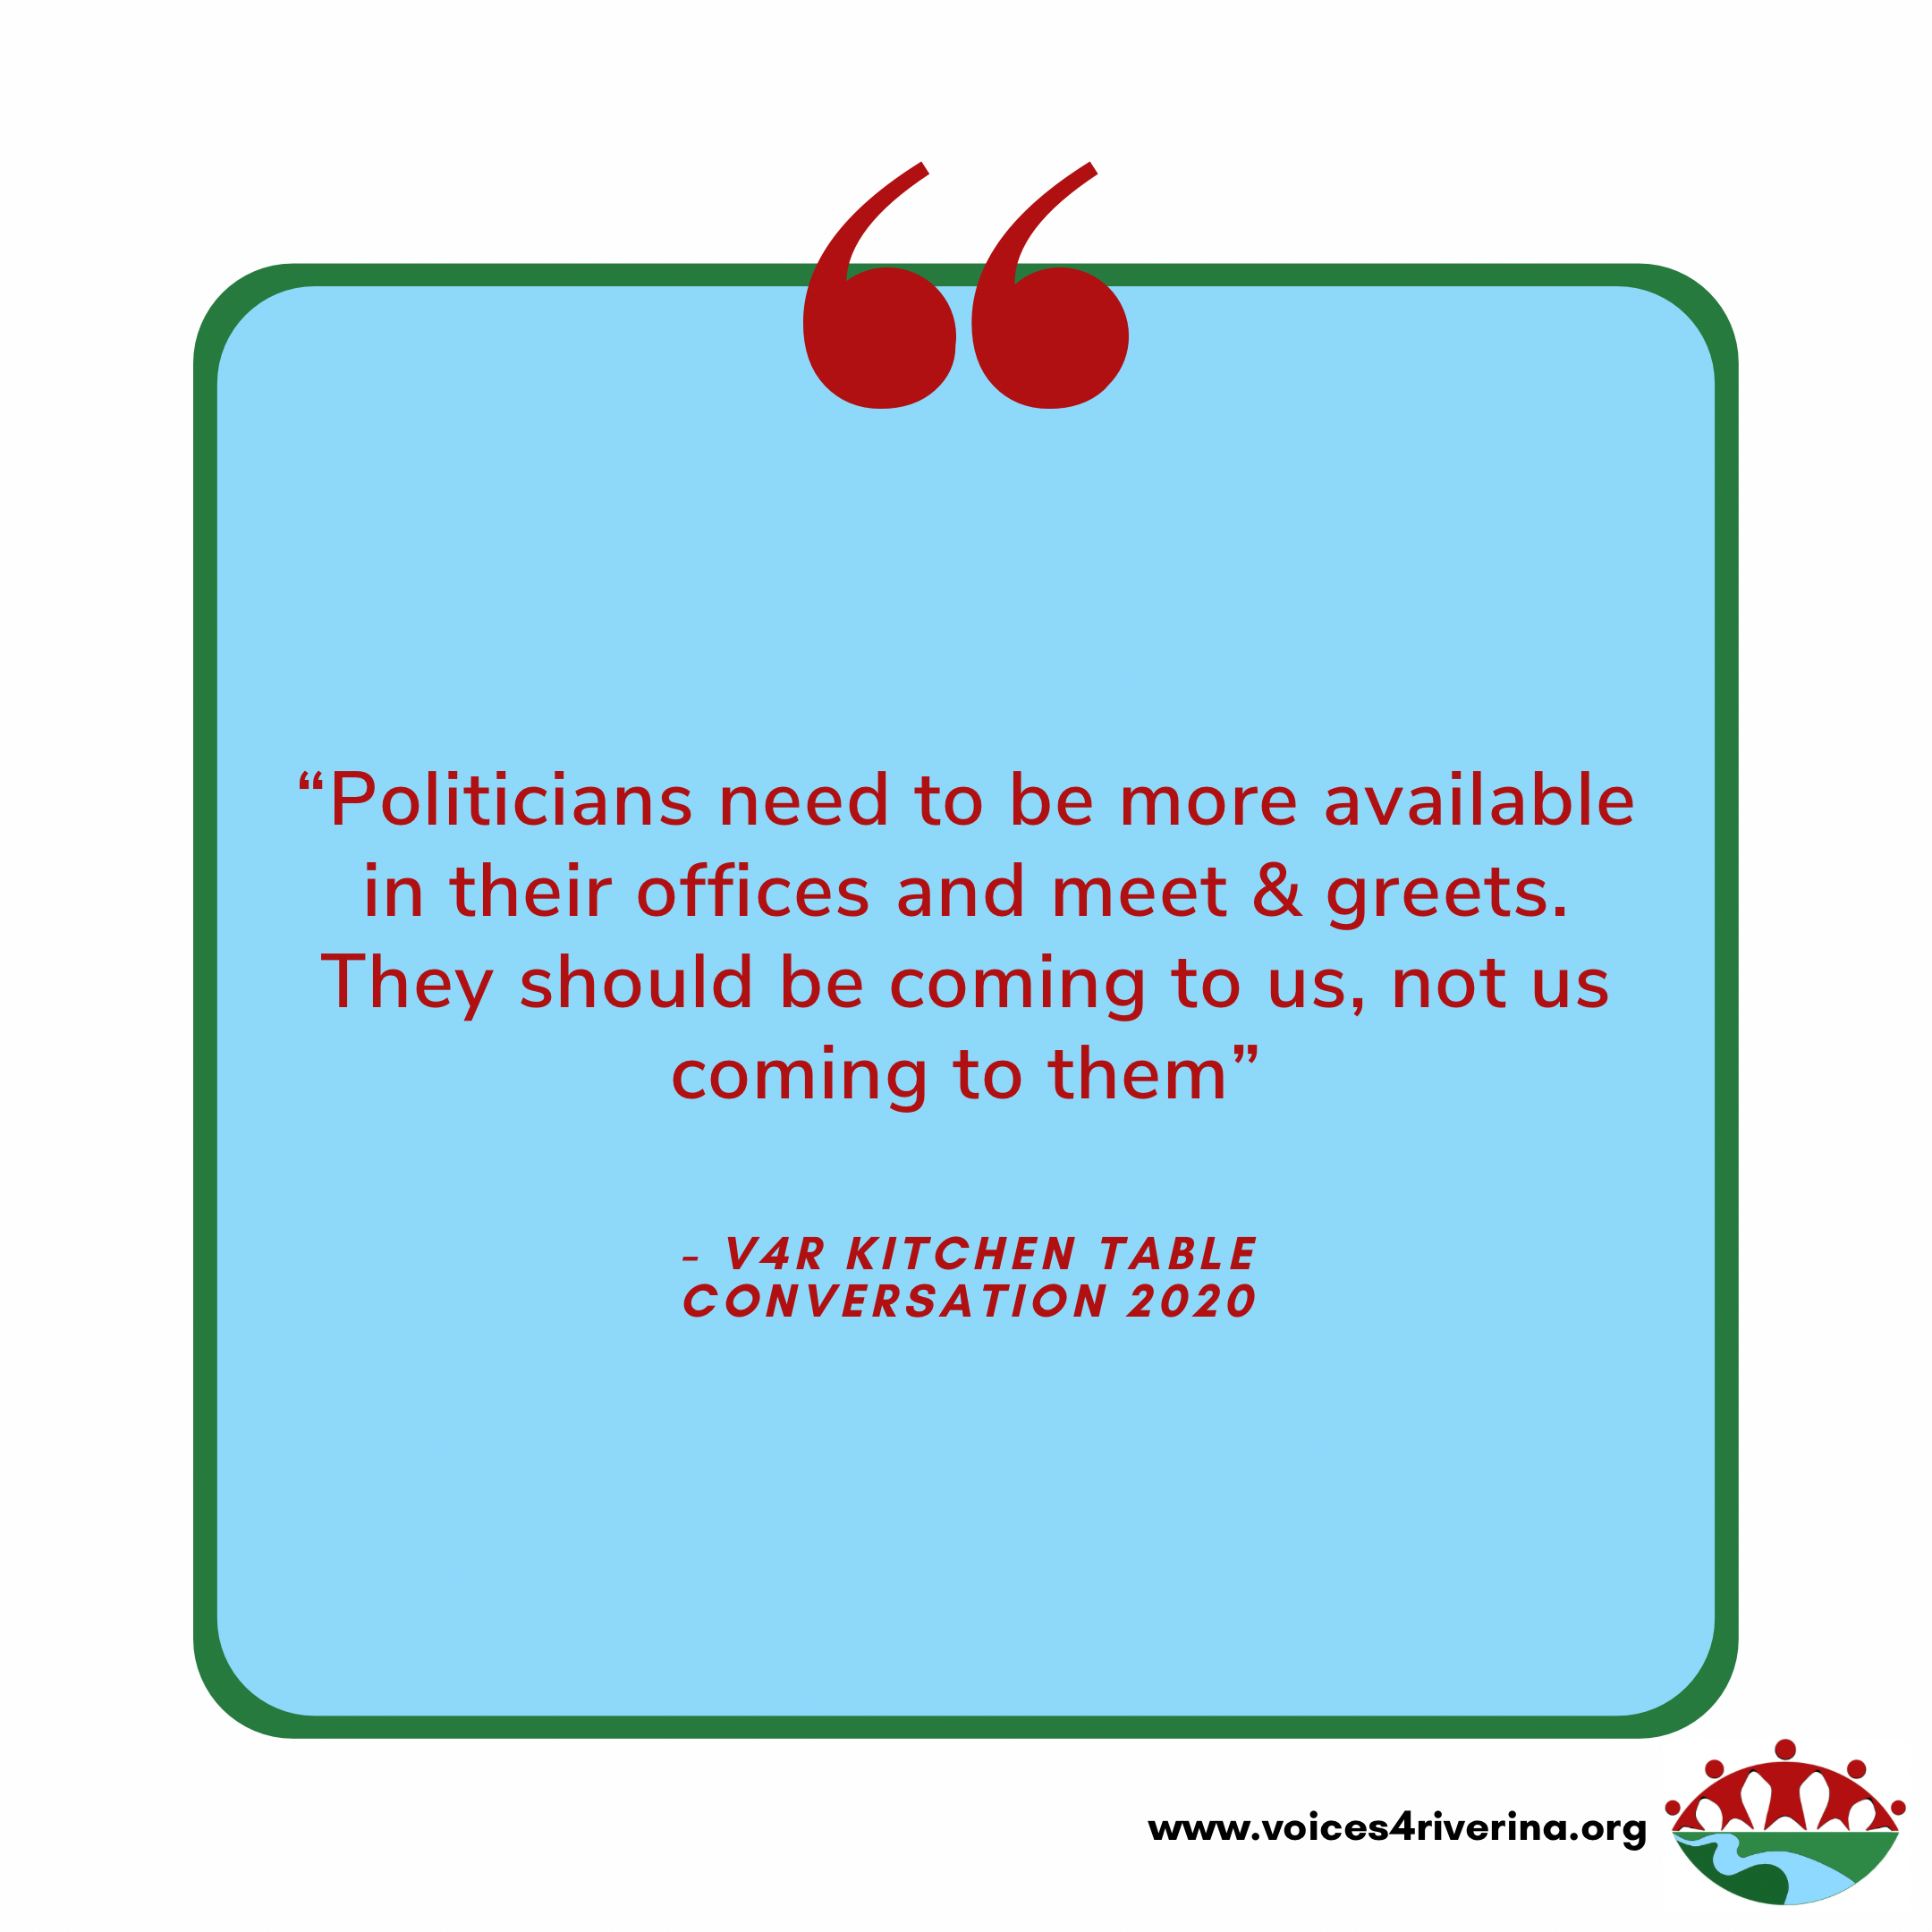 “Politicians need to be more available
in their offices and meet & greets.
They should be coming to us, not us
coming to them”
- V4R KITCHEN TABLE
CONVERSATION 2020
www.voices4riverina.org